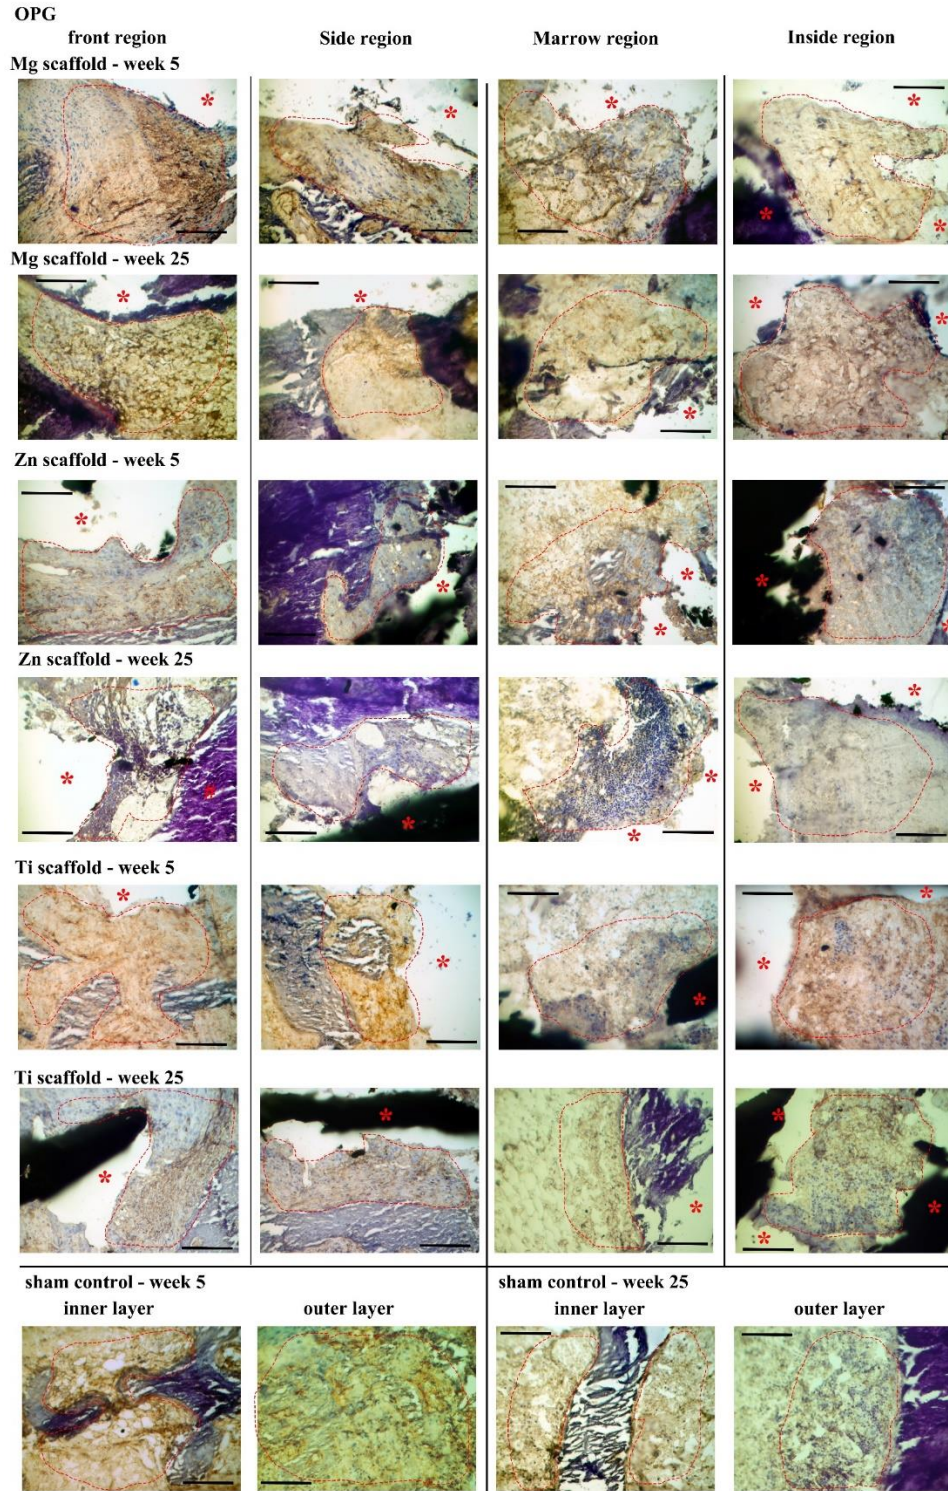 OPG
front region Side region Marrow region Inside region
Mg scaffold - week 5
Mg scaffold - week 25
Zn scaffold - week 5
Zn scaffold - week 25
Ti scaffold - week 5
Ti scaffold - week 25
sham control - week 5 sham control - week 25
inner layer outer layer inner layer outer layer